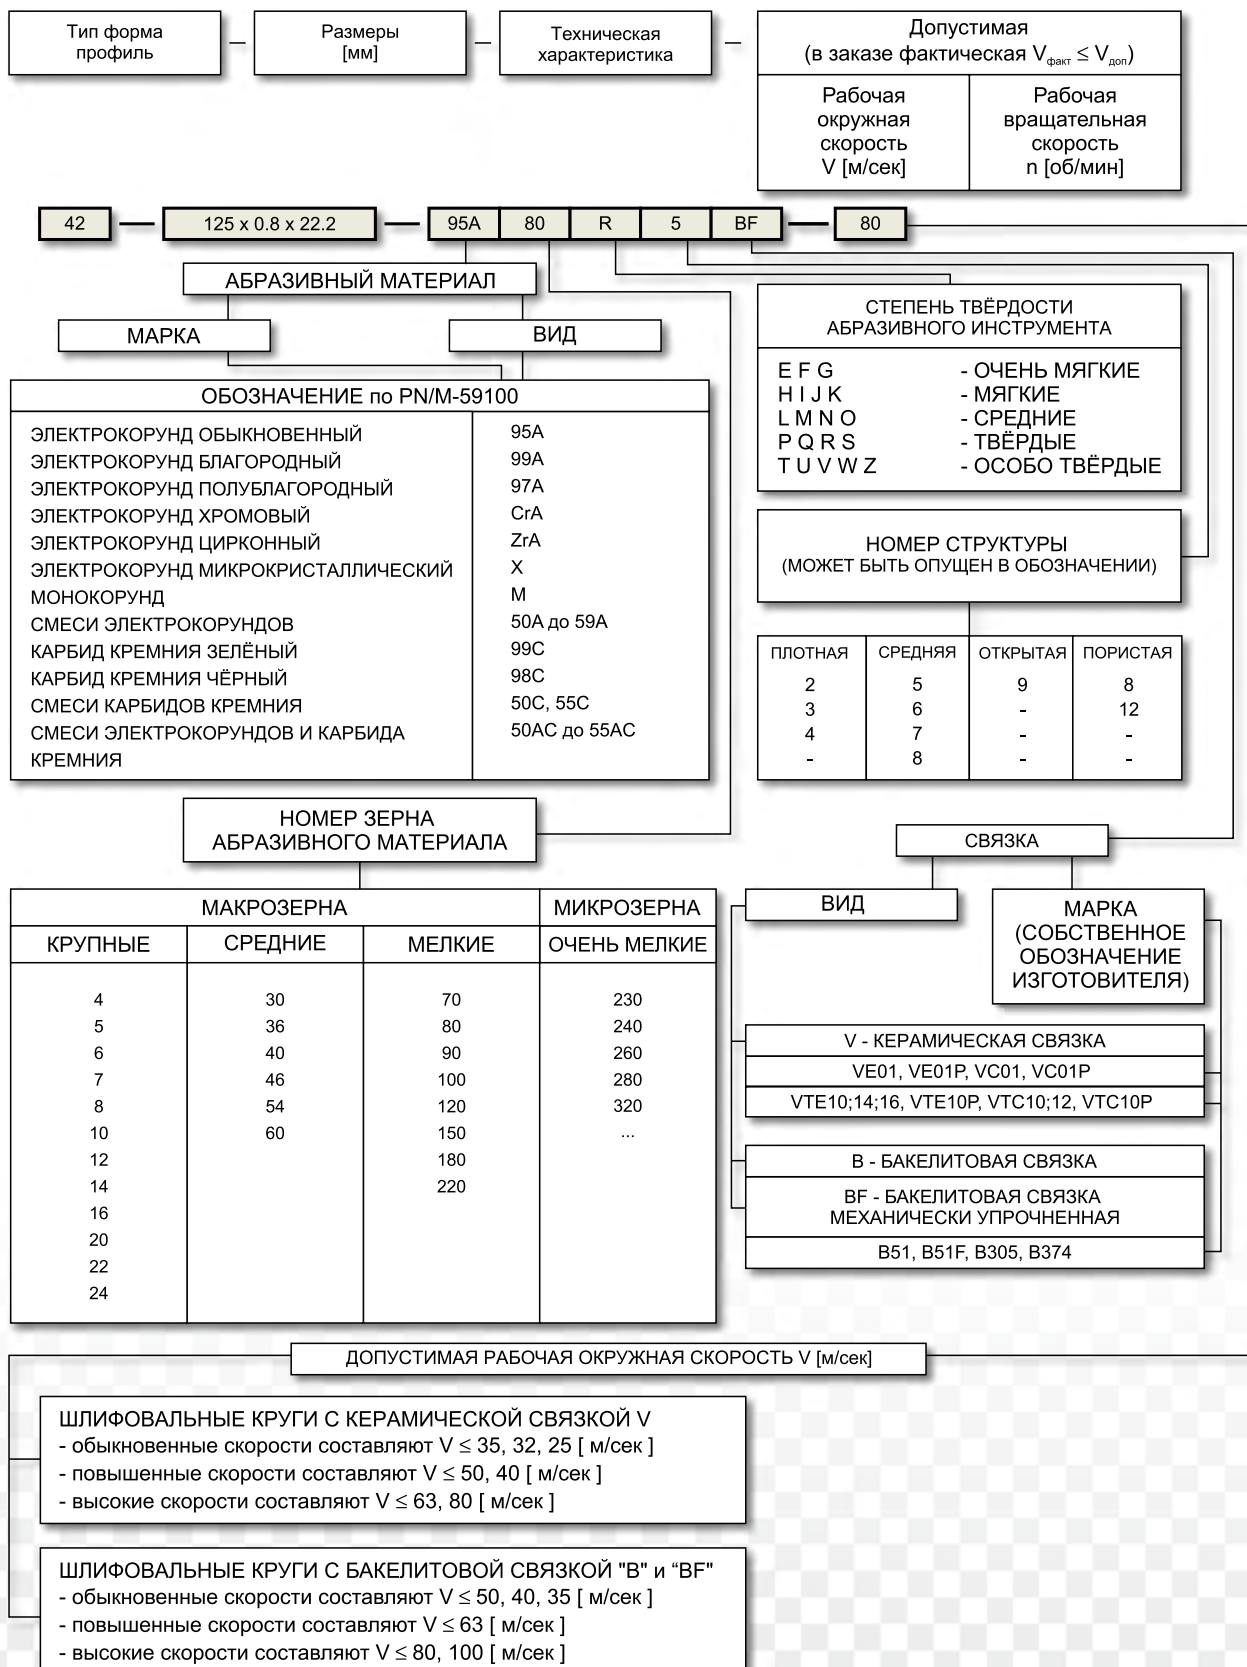 Тип форма
профиль
Размеры
[мм]
Техническая
характеристика
Допустимая
(в заказе фактическая Vфакт ≤ Vдоп)
Рабочая
окружная
скорость
V [м/сек]
Рабочая
вращательная
скорость
n [об/мин]
42 125 x 0.8 x 22.2 95A 80 R 5 BF 80
АБРАЗИВНЫЙ МАТЕРИАЛ
МАРКА
ВИД
ОБОЗНАЧЕНИЕ по PN/M-59100
ЭЛЕКТРОКОРУНД ОБЫКНОВЕННЫЙ 95A
ЭЛЕКТРОКОРУНД БЛАГОРОДНЫЙ 99A
ЭЛЕКТРОКОРУНД ПОЛУБЛАГОРОДНЫЙ 97A
ЭЛЕКТРОКОРУНД ХРОМОВЫЙ CrA
ЭЛЕКТРОКОРУНД ЦИРКОННЫЙ ZrA
ЭЛЕКТРОКОРУНД МИКРОКРИСТАЛЛИЧЕСКИЙ X
МОНОКОРУНД M
СМЕСИ ЭЛЕКТРОКОРУНДОВ 50A до 59A
КАРБИД КРЕМНИЯ ЗЕЛЁНЫЙ 99C
КАРБИД КРЕМНИЯ ЧЁРНЫЙ 98C
СМЕСИ КАРБИДОВ КРЕМНИЯ 50C, 55C
СМЕСИ ЭЛЕКТРОКОРУНДОВ И КАРБИДА 50AC до 55AC
КРЕМНИЯ
СТЕПЕНЬ ТВЁРДОСТИ
АБРАЗИВНОГО ИНСТРУМЕНТА
E F G - ОЧЕНЬ МЯГКИЕ
H I J K - МЯГКИЕ
L M N O - СРЕДНИЕ
P Q R S - ТВЁРДЫЕ
T U V W Z - ОСОБО ТВЁРДЫЕ
НОМЕР СТРУКТУРЫ
(МОЖЕТ БЫТЬ ОПУЩЕН В ОБОЗНАЧЕНИИ)
ПЛОТНАЯ СРЕДНЯЯ ОТКРЫТАЯ ПОРИСТАЯ
2 5 9 8
3 6 - 12
4 7 - -
- 8 - -
НОМЕР ЗЕРНА
АБРАЗИВНОГО МАТЕРИАЛА
МАКРОЗЕРНА МИКРОЗЕРНА
КРУПНЫЕ СРЕДНИЕ МЕЛКИЕ ОЧЕНЬ МЕЛКИЕ
4 30 70 230
5 36 80 240
6 40 90 260
7 46 100 280
8 54 120 320
10 60 150 ...
12 180
14 220
16
20
22
24
СВЯЗКА
ВИД
МАРКА
(СОБСТВЕННОЕ
ОБОЗНАЧЕНИЕ
ИЗГОТОВИТЕЛЯ)
V - КЕРАМИЧЕСКАЯ СВЯЗКА
VE01, VE01P, VC01, VC01P
VTE10;14;16, VTE10P, VTC10;12, VTC10P
B - БАКЕЛИТОВАЯ СВЯЗКА
BF - БАКЕЛИТОВАЯ СВЯЗКА
МЕХАНИЧЕСКИ УПРОЧНЕННАЯ
B51, B51F, B305, B374
ДОПУСТИМАЯ РАБОЧАЯ ОКРУЖНАЯ СКОРОСТЬ V [м/сек]
ШЛИФОВАЛЬНЫЕ КРУГИ С КЕРАМИЧЕСКОЙ СВЯЗКОЙ V
- обыкновенные скорости составляют V ≤ 35, 32, 25 [ м/сек ]
- повышенные скорости составляют V ≤ 50, 40 [ м/сек ]
- высокие скорости составляют V ≤ 63, 80 [ м/сек ]
ШЛИФОВАЛЬНЫЕ КРУГИ С БАКЕЛИТОВОЙ СВЯЗКОЙ "B" и “BF"
- обыкновенные скорости составляют V ≤ 50, 40, 35 [ м/сек ]
- повышенные скорости составляют V ≤ 63 [ м/сек ]
- высокие скорости составляют V ≤ 80, 100 [ м/сек ]